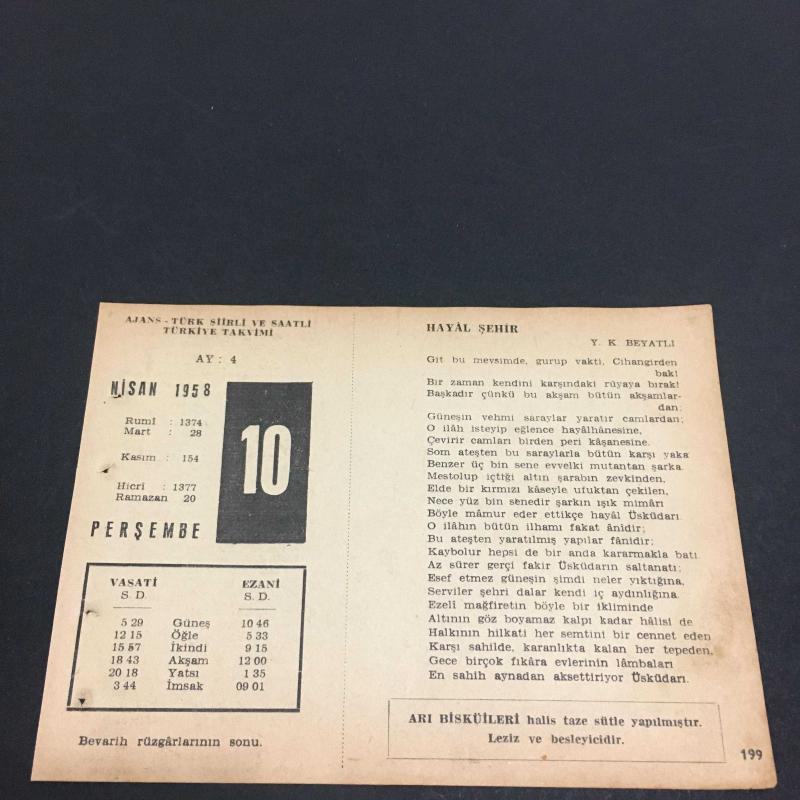 AJANS - TÜRK ŞİİRLİ VE SAATLİ
TÜRKİYE TAKVİMİ
AY : 4
NİSAN 1958
Rumî : 1374
Mart : 28
Kasım : 154
Hicrî : 1377
Ramazan 20
10
PERŞEMBE
VASATİ EZANİ
S. D. S. D.
5 29 Güneş 10 46
12 15 Öğle 5 33
15 57 İkindi 9 15
18 43 Akşam 12 00
20 18 Yatsı 1 35
3 44 İmsak 09 01
Bevarih rüzgârlarının sonu.
HAYÂL ŞEHİR
Y. K. BEYATLI
Git bu mevsimde, gurup vakti, Cihangirden
bak!
Bir zaman kendini karşındaki rüyaya bırak!
Başkadır çünkü bu akşam bütün akşamlar-
dan;
Güneşin vehmi saraylar yaratır camlardan;
O ilâh isteyip eğlence hayâlhânesine,
Çevirir camları birden peri kâşanesine.
Som ateşten bu saraylarla bütün karşı yaka
Benzer üç bin sene evvelki mutantan şarka.
Mestolup içtiği altın şarabın zevkinden,
Elde bir kırmızı kâseyle ufuktan çekilen,
Nece yüz bin senedir şarkın ışık mimârı
Böyle mâmur eder ettikçe hayâl Üsküdarı.
O ilâhın bütün ilhamı fakat ânidir;
Bu ateşten yaratılmış yapılar fânidir;
Kaybolur hepsi de bir anda kararmakla batı.
Az sürer gerçi fakir Üsküdarın saltanatı;
Esef etmez güneşin şimdi neler yıktığına,
Serviler şehri dalar kendi iç aydınlığına.
Ezeli mağfiretin böyle bir ikliminde
Altının göz boyamaz kalpı kadar hâlisi de
Halkının hilkati her semtini bir cennet eden
Karşı sahilde, karanlıkta kalan her tepeden,
Gece birçok fıkâra evlerinin lâmbaları
En sahih aynadan aksettiriyor Üsküdarı.
ARI BİSKÜİLERİ halis taze sütle yapılmıştır.
Leziz ve besleyicidir.
199